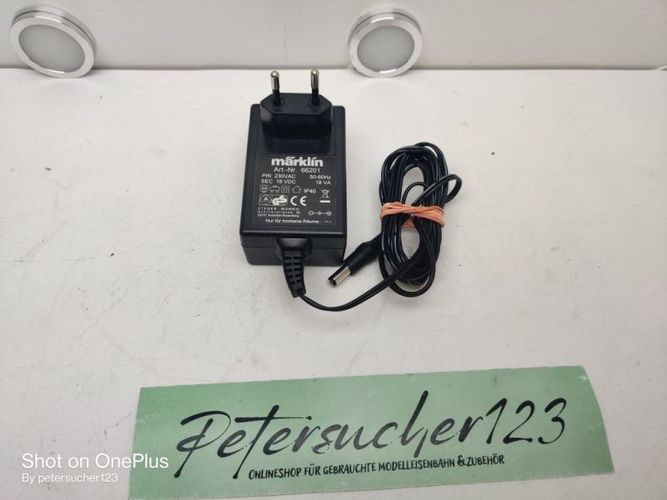 märklin
Art.-Nr. 66201
PRI 230VAC 50-60Hz
SEC 18 VDC 18 VA
IP40
CE
Nur für trockene Räume
Petersucher123
ONLINESHOP FÜR GEBRAUCHTE MODELLEISENBAHN & ZUBEHÖR
Shot on OnePlus
By petersucher123